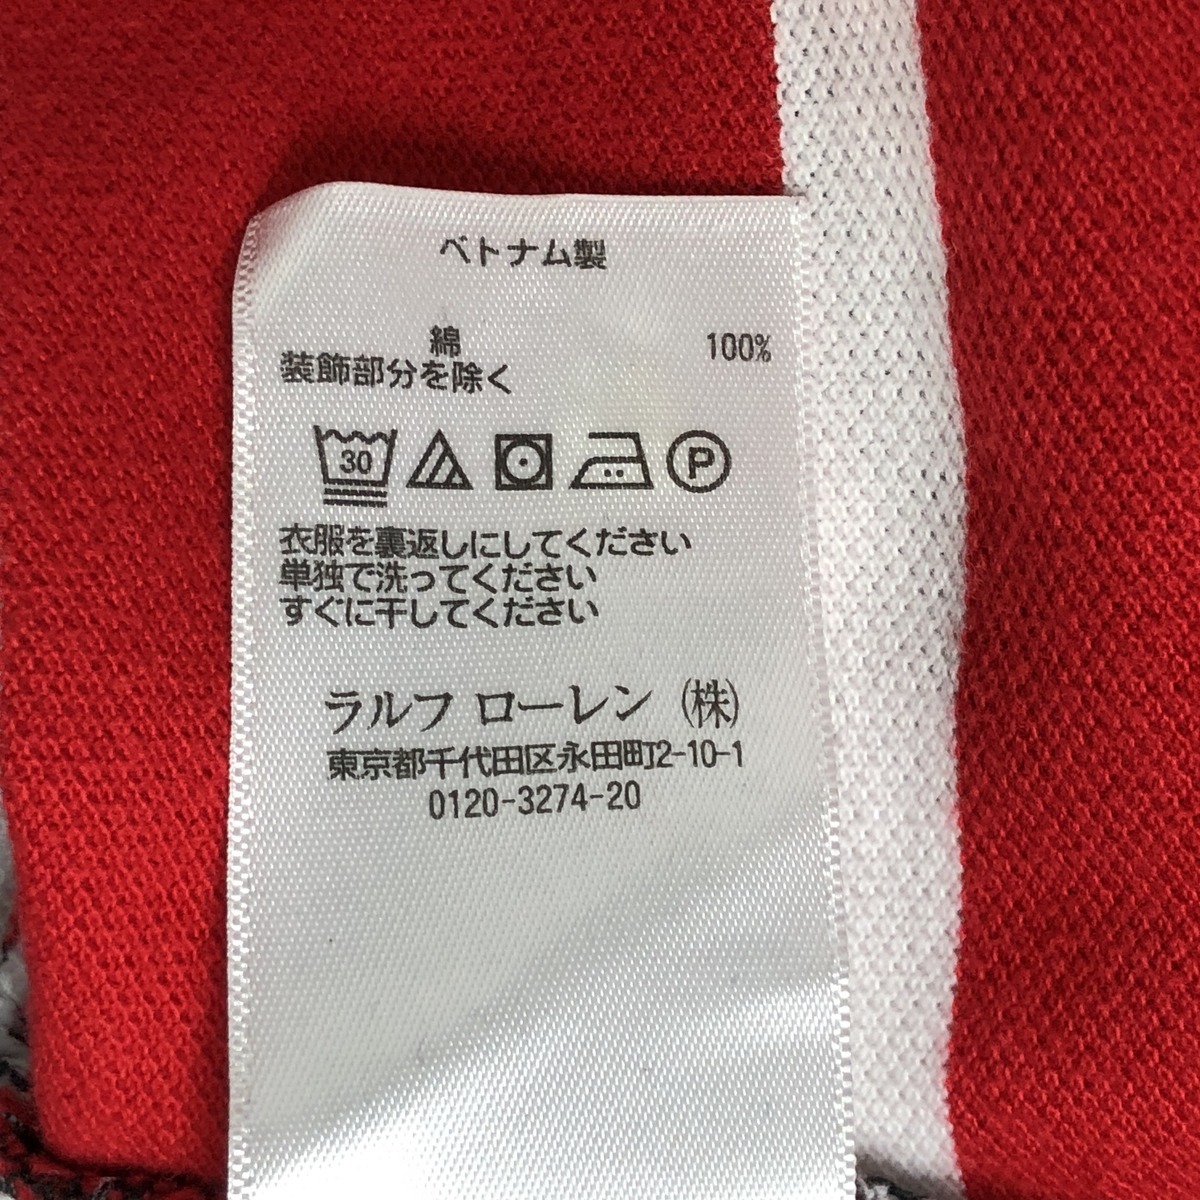 ベトナム製
綿 100%
装飾部分を除く
30 P
衣服を裏返しにしてください
単独で洗ってください
すぐに干してください
ラルフ ローレン (株)
東京都千代田区永田町2-10-1
0120-3274-20